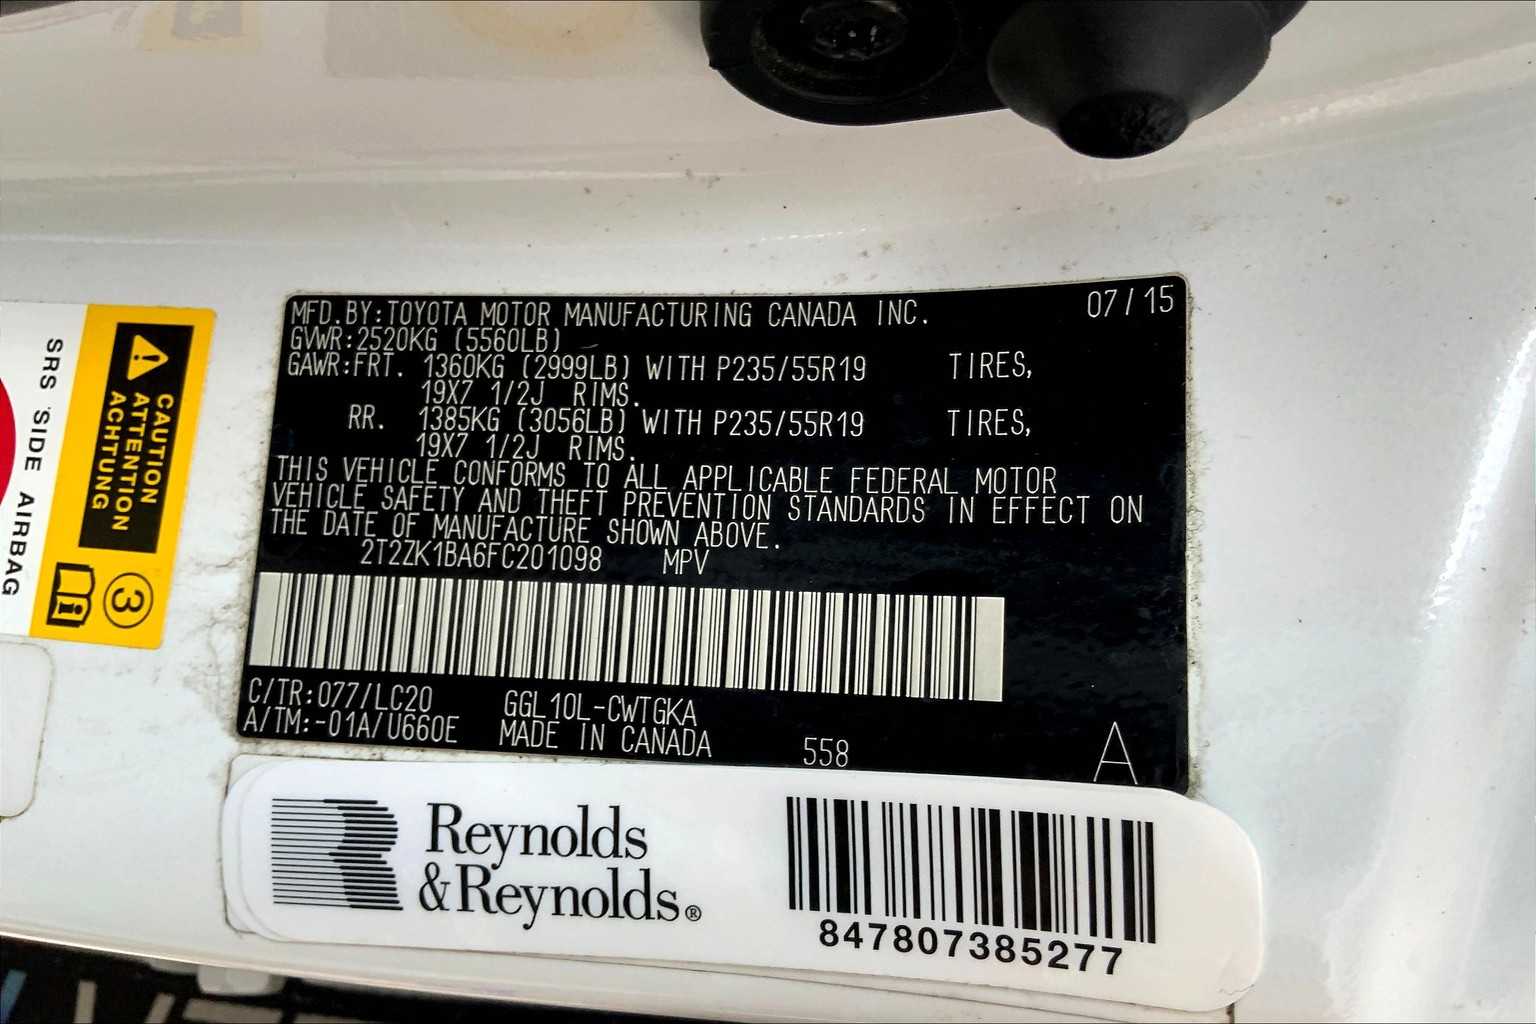 MFD.BY:TOYOTA MOTOR MANUFACTURING CANADA INC. 07/15
GVWR:2520KG (5560LB)
GAWR:FRT. 1360KG (2999LB) WITH P235/55R19 TIRES,
19X7 1/2J RIMS.
RR. 1385KG (3056LB) WITH P235/55R19 TIRES,
19X7 1/2J RIMS.
THIS VEHICLE CONFORMS TO ALL APPLICABLE FEDERAL MOTOR
VEHICLE SAFETY AND THEFT PREVENTION STANDARDS IN EFFECT ON
THE DATE OF MANUFACTURE SHOWN ABOVE.
2T2ZK1BA6FC201098 MPV
C/TR:077/LC20 GGL10L-CWTGKA
A/TM:-01A/U660E MADE IN CANADA 558 A
Reynolds
&Reynolds®
847807385277
CAUTION
ATTENTION
ACHTUNG
3
i
SRS SIDE AIRBAG